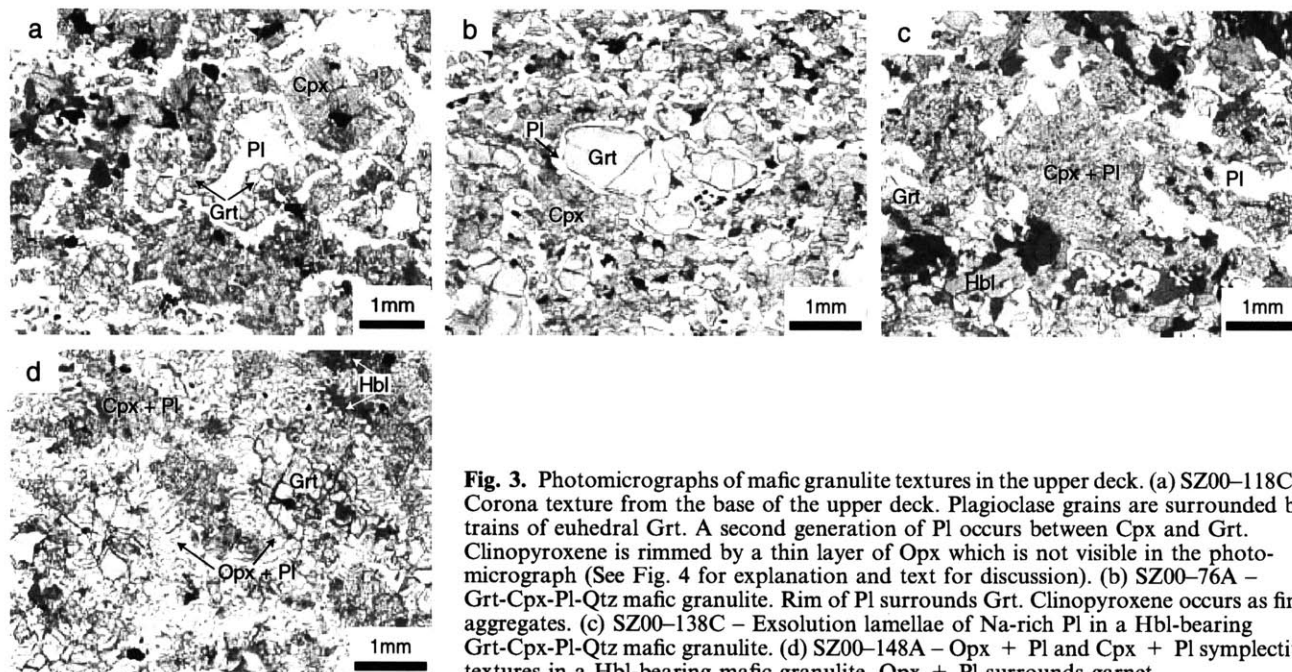 a
Cpx
Pl
Grt
1mm
b
Pl
Grt
Cpx
1mm
c
Cpx + Pl
Pl
Grt
Hbl
1mm
d
Hbl
Cpx + Pl
Grt
Opx + Pl
1mm
Fig. 3. Photomicrographs of mafic granulite textures in the upper deck. (a) SZ00–118C
Corona texture from the base of the upper deck. Plagioclase grains are surrounded
trains of euhedral Grt. A second generation of Pl occurs between Cpx and Grt.
Clinopyroxene is rimmed by a thin layer of Opx which is not visible in the photo-
micrograph (See Fig. 4 for explanation and text for discussion). (b) SZ00–76A –
Grt-Cpx-Pl-Qtz mafic granulite. Rim of Pl surrounds Grt. Clinopyroxene occurs as
aggregates. (c) SZ00–138C – Exsolution lamellae of Na-rich Pl in a Hbl-bearing
Grt-Cpx-Pl-Qtz mafic granulite. (d) SZ00–148A – Opx + Pl and Cpx + Pl
textures in a Hbl-bearing mafic granulite. Opx + Pl surrounds garnet.